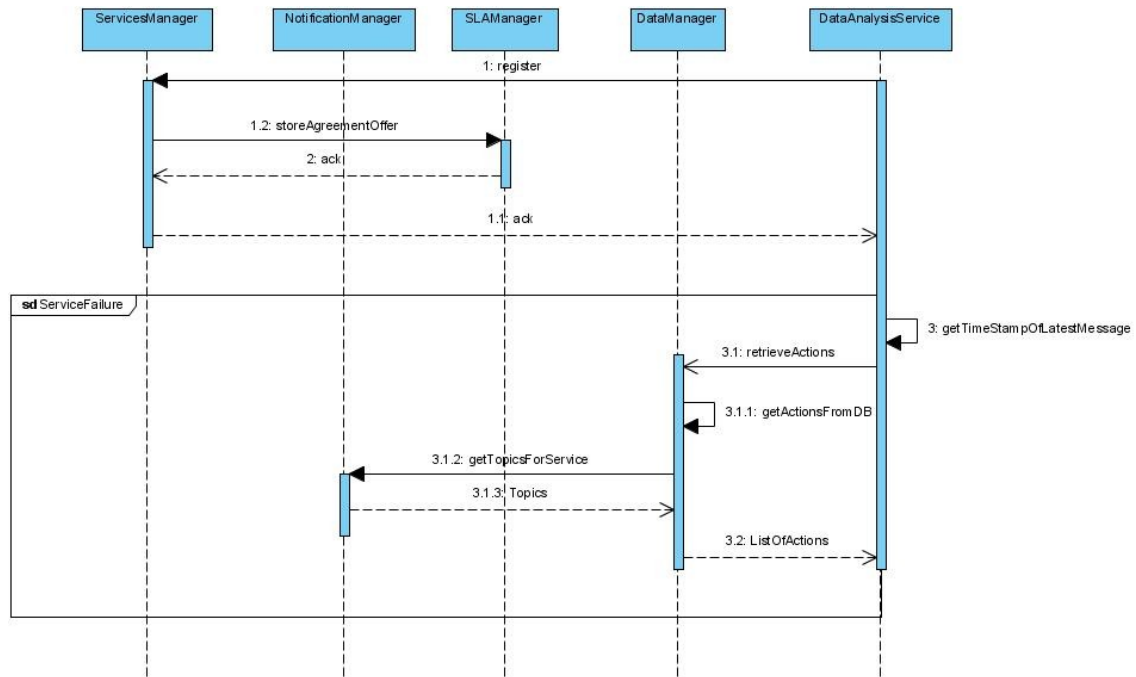 ServicesManager
NotificationManager
SLAManager
DataManager
DataAnalysisService
1: register
1.2: storeAgreementOffer
2: ack
1.1: ack
sd ServiceFailure
3: getTimeStampOfLatestMessage
3.1: retrieveActions
3.1.1: getActionsFromDB
3.1.2: getTopicsForService
3.1.3: Topics
3.2: ListOfActions